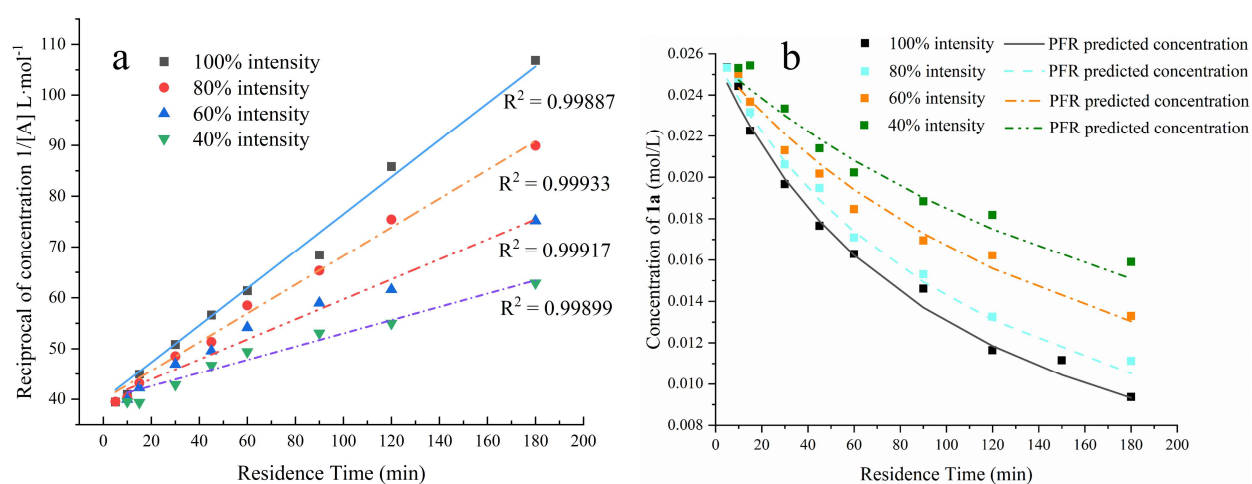 a
100% intensity
80% intensity
60% intensity
40% intensity
R² = 0.99887
R² = 0.99933
R² = 0.99917
R² = 0.99899
Reciprocal of concentration 1/[A] L·mol⁻¹
110
100
90
80
70
60
50
40
0 20 40 60 80 100 120 140 160 180 200
Residence Time (min)
b
100% intensity PFR predicted concentration
80% intensity PFR predicted concentration
60% intensity PFR predicted concentration
40% intensity PFR predicted concentration
Concentration of 1a (mol/L)
0.026
0.024
0.022
0.020
0.018
0.016
0.014
0.012
0.010
0.008
0 20 40 60 80 100 120 140 160 180 200
Residence Time (min)